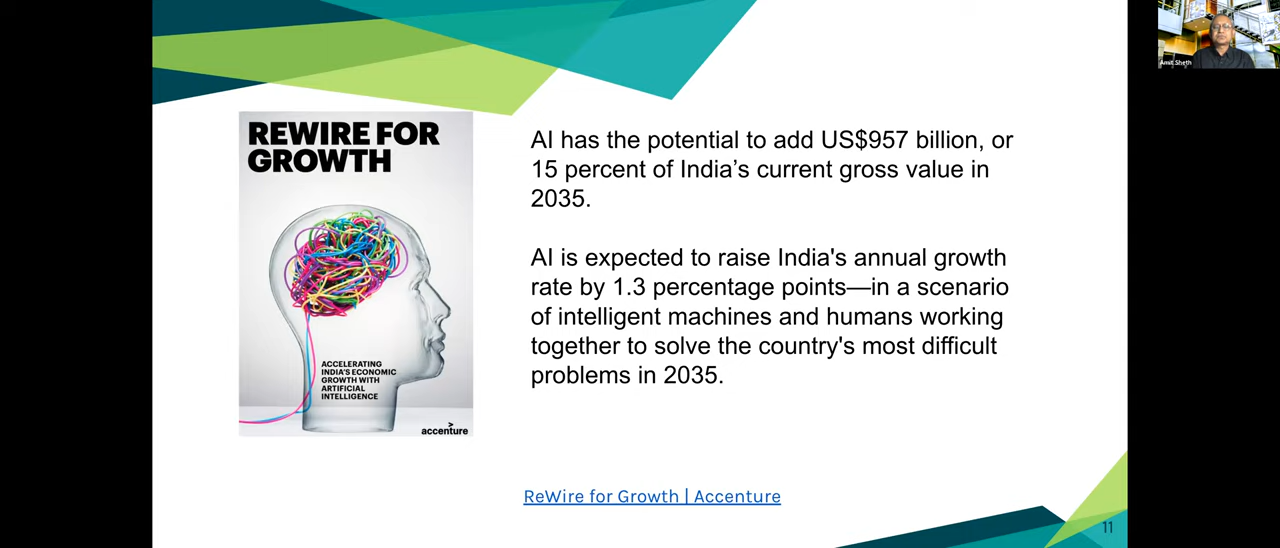 Amit Sheth
REWIRE FOR
GROWTH
ACCELERATING
INDIA'S ECONOMIC
GROWTH WITH
ARTIFICIAL
INTELLIGENCE
accenture
AI has the potential to add US$957 billion, or
15 percent of India’s current gross value in
2035.
AI is expected to raise India's annual growth
rate by 1.3 percentage points—in a scenario
of intelligent machines and humans working
together to solve the country's most difficult
problems in 2035.
ReWire for Growth | Accenture
11